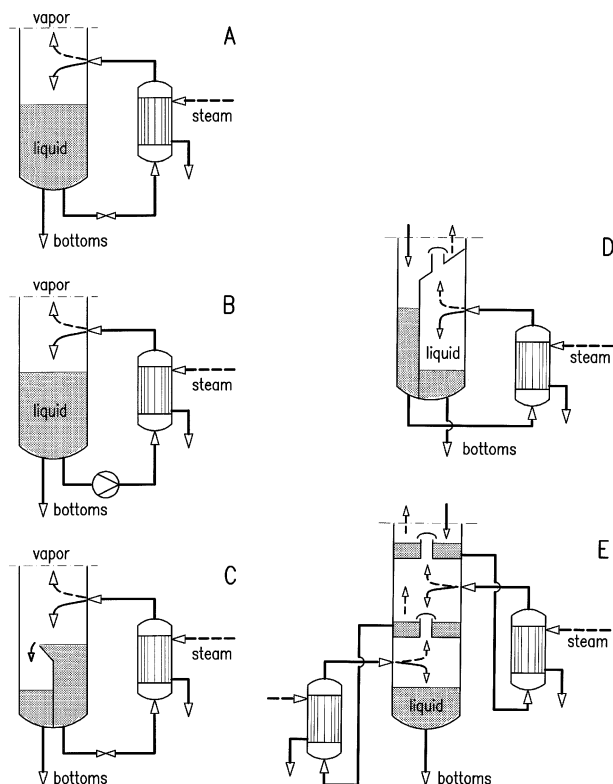 vapor
A
steam
liquid
bottoms
vapor
B
steam
liquid
bottoms
vapor
C
steam
bottoms
D
liquid
steam
bottoms
E
steam
liquid
bottoms